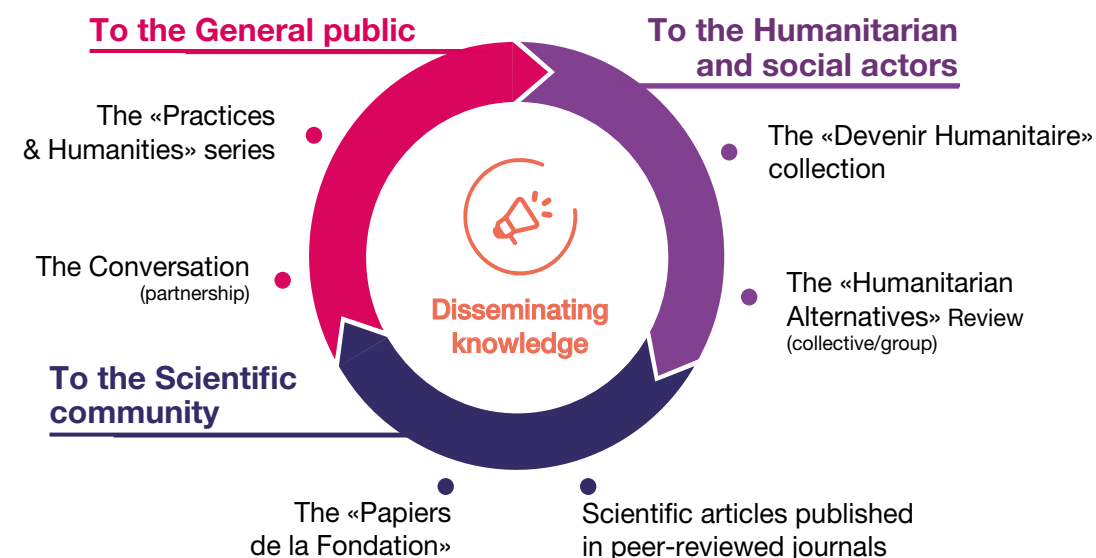 To the General public
The «Practices
& Humanities» series
The Conversation
(partnership)
To the Humanitarian
and social actors
The «Devenir Humanitaire»
collection
The «Humanitarian
Alternatives» Review
(collective/group)
Disseminating
knowledge
To the Scientific
community
The «Papiers
de la Fondation»
Scientific articles published
in peer-reviewed journals